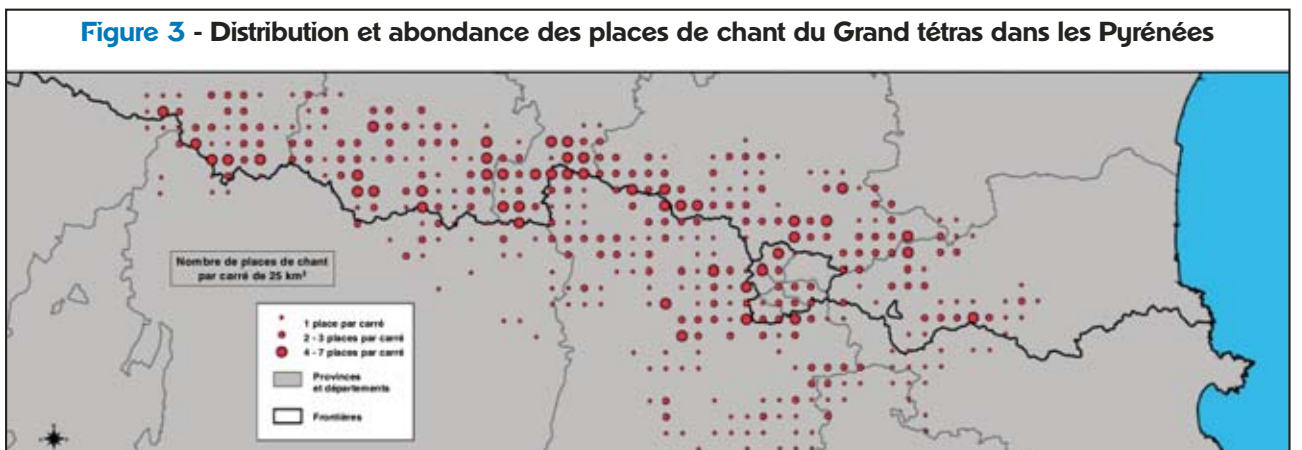 Figure 3 - Distribution et abondance des places de chant du Grand tétras dans les Pyrénées
Nombre de places de chant
par carré de 25 km²
1 place par carré
2 - 3 places par carré
4 - 7 places par carré
Provinces
et départements
Frontières